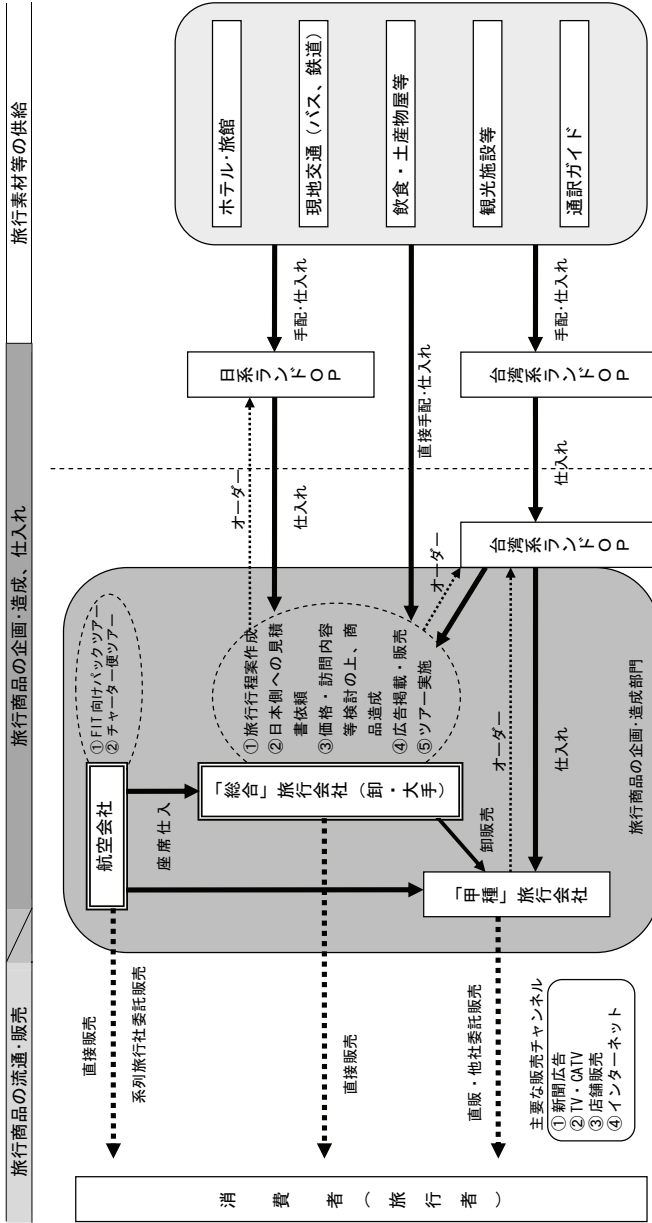 旅行商品の流通・販売
旅行商品の企画・造成、仕入れ
旅行素材等の供給
消費者(旅行者)
直接販売
系列旅行社委託販売
直接販売
直販・他社委託販売
主要な販売チャンネル
① 新聞広告
② TV・CATV
③ 店舗販売
④ インターネット
航空会社
① FIT向けパックツアー
② チャーター便ツアー
座席仕入
「総合」旅行会社(卸・大手)
① 旅行行程案作成
② 日本側への見積
書依頼
③ 価格・訪問内容
等検討の上、商
品造成
④ 広告掲載・販売
⑤ ツアー実施
卸販売
「甲種」旅行会社
旅行商品の企画・造成部門
オーダー
仕入れ
オーダー
オーダー
仕入れ
台湾系ランドOP
仕入れ
日系ランドOP
直接手配・仕入れ
台湾系ランドOP
手配・仕入れ
手配・仕入れ
ホテル・旅館
現地交通(バス、鉄道)
飲食・土産物屋等
観光施設等
通訳ガイド